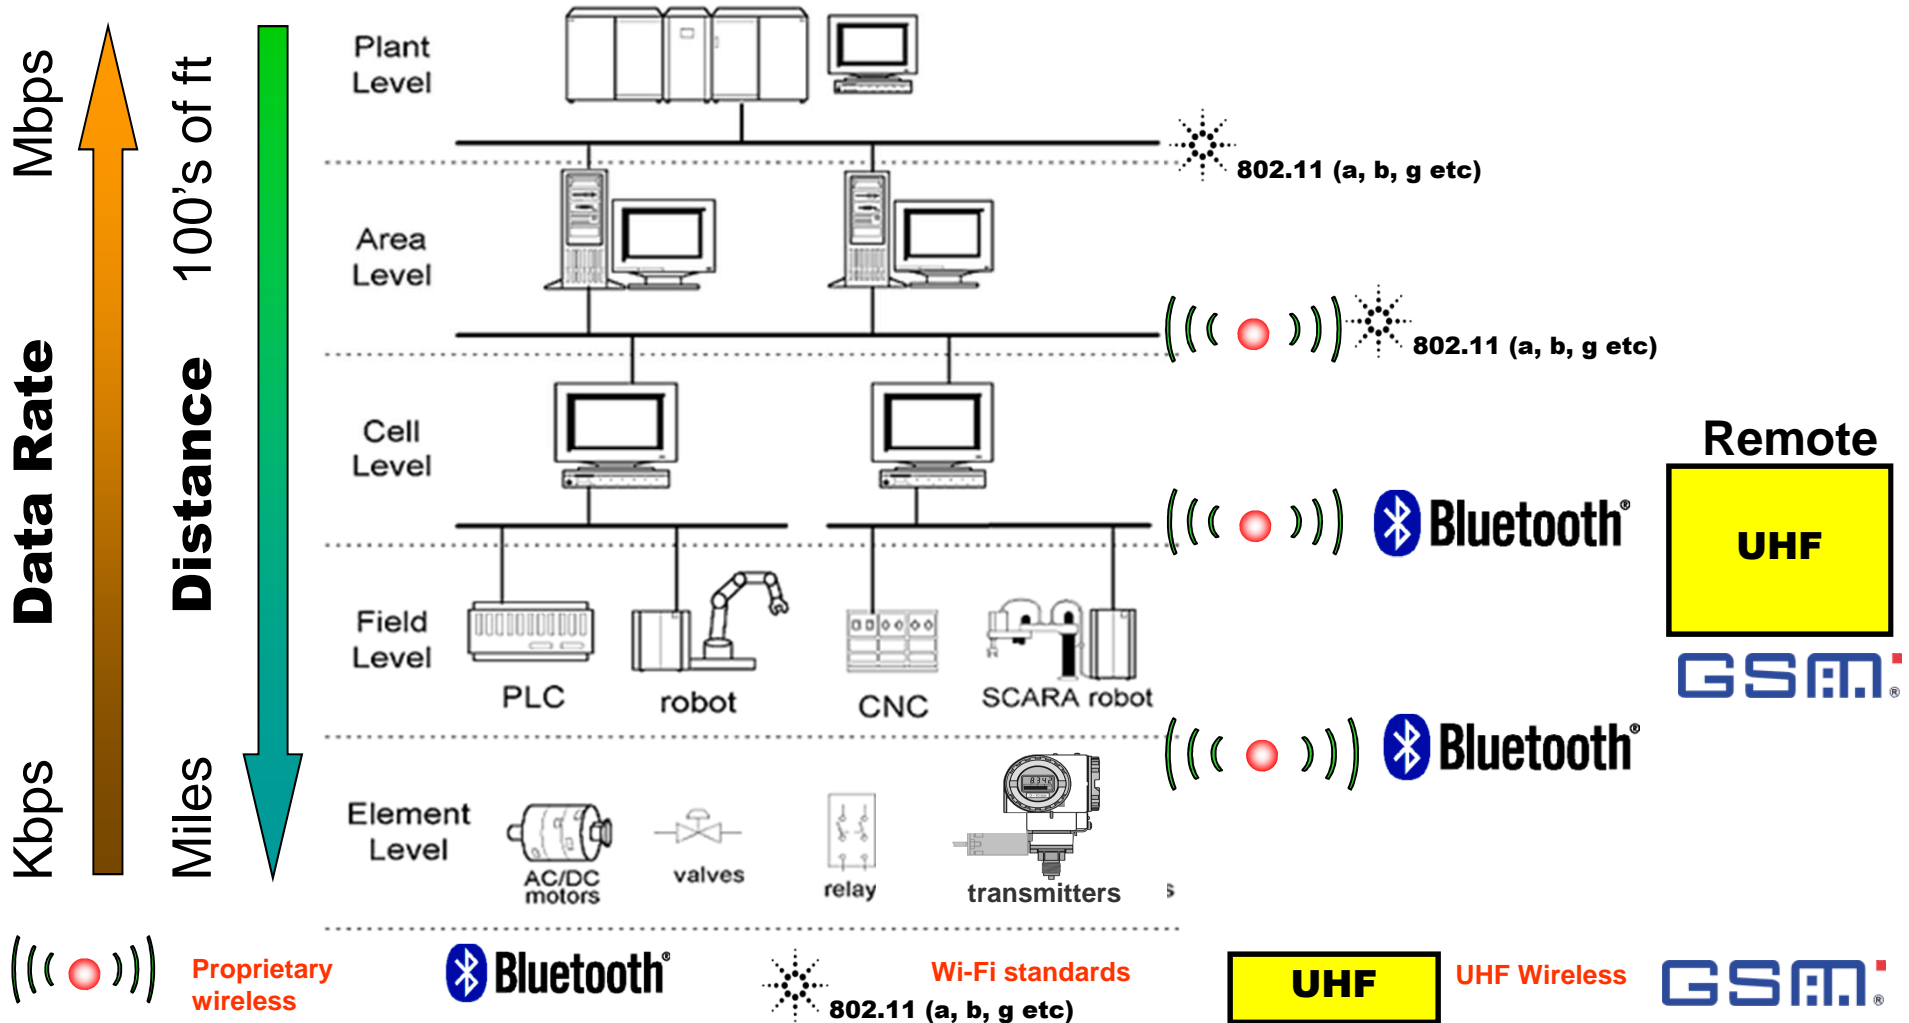 Mbps
Data Rate
Kbps
100's of ft
Distance
Miles
Plant
Level
802.11 (a, b, g etc)
Area
Level
802.11 (a, b, g etc)
Cell
Level
Remote
UHF
GSM
®
Bluetooth®
Field
Level
PLC
robot
CNC
SCARA robot
Bluetooth®
Element
Level
8342
AC/DC
motors
valves
relay
transmitters
s
Proprietary
wireless
Bluetooth®
Wi-Fi standards
802.11 (a, b, g etc)
UHF
UHF Wireless
GSM
®